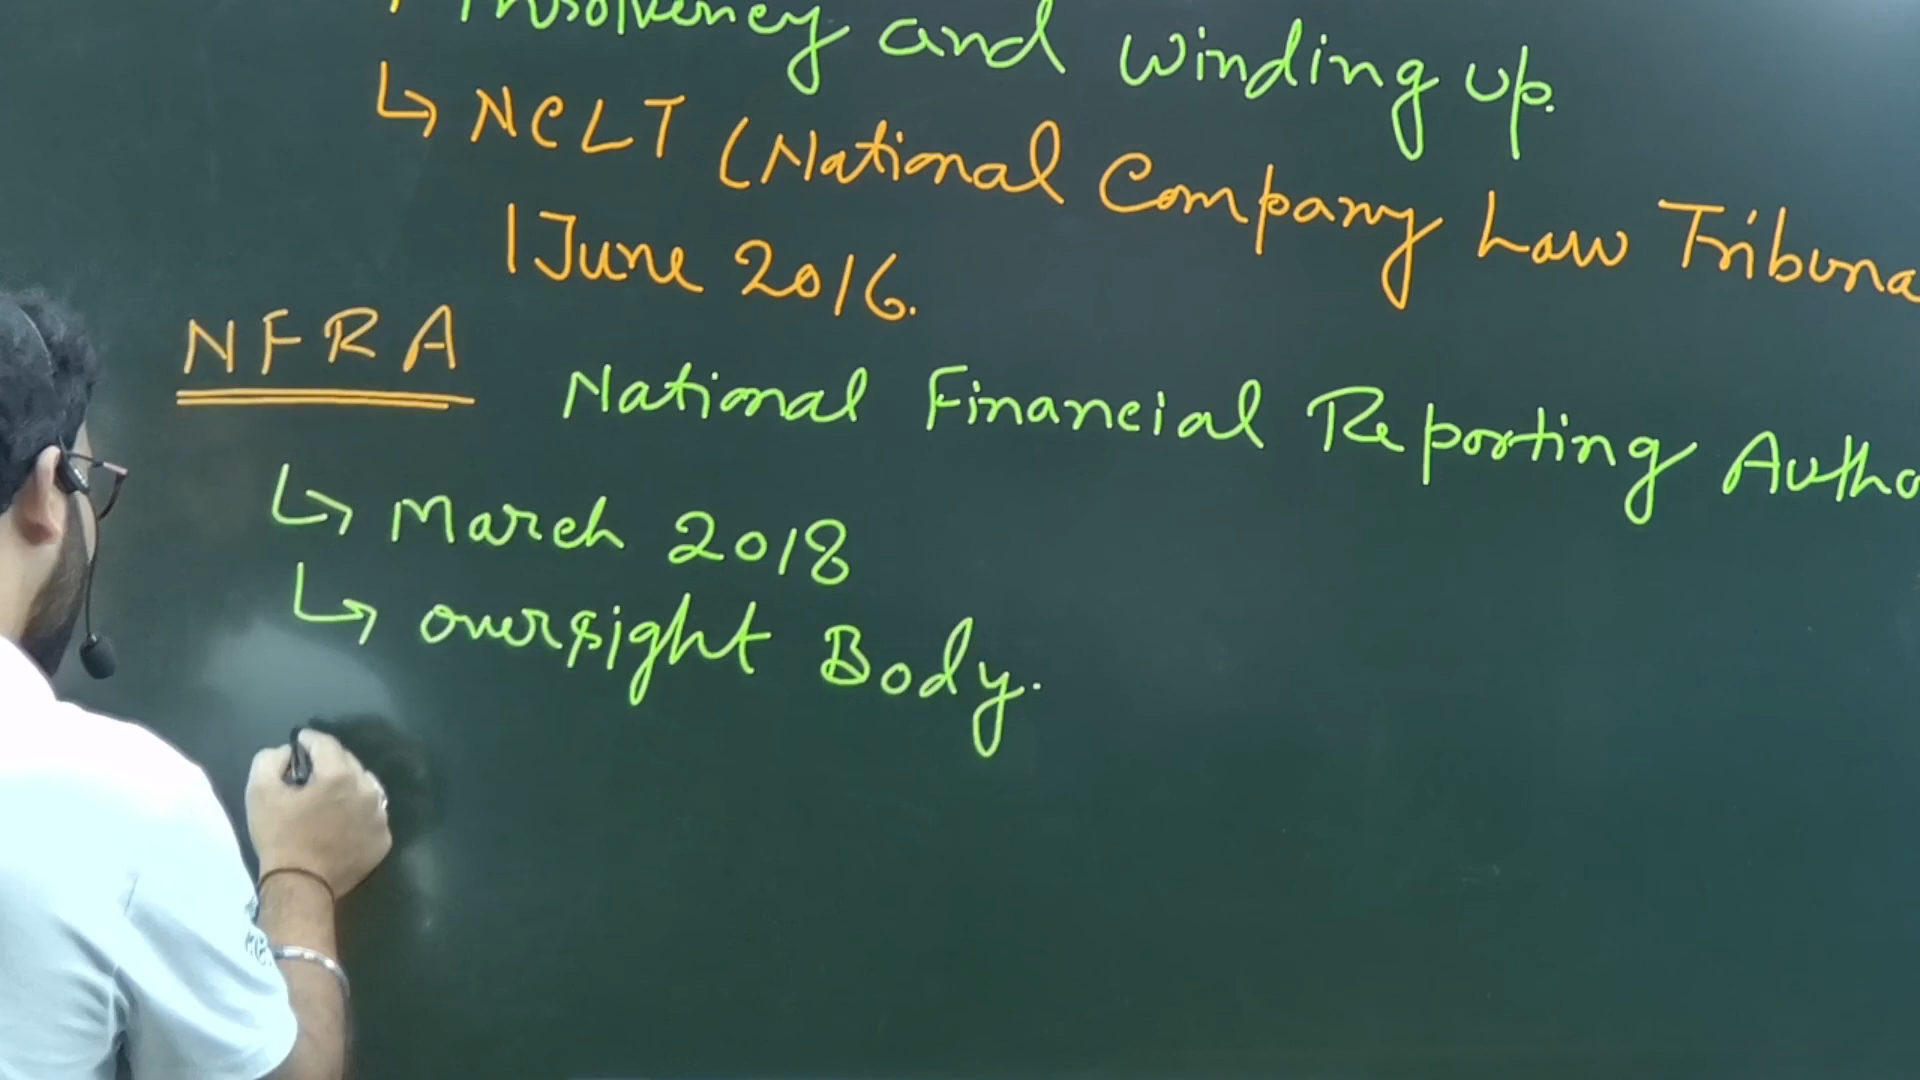 Insolvency and winding up.
↳ NCLT (National Company Law Tribuna
1 June 2016.
NFRA National Financial Reporting Autho
↳ March 2018
↳ oversight Body.